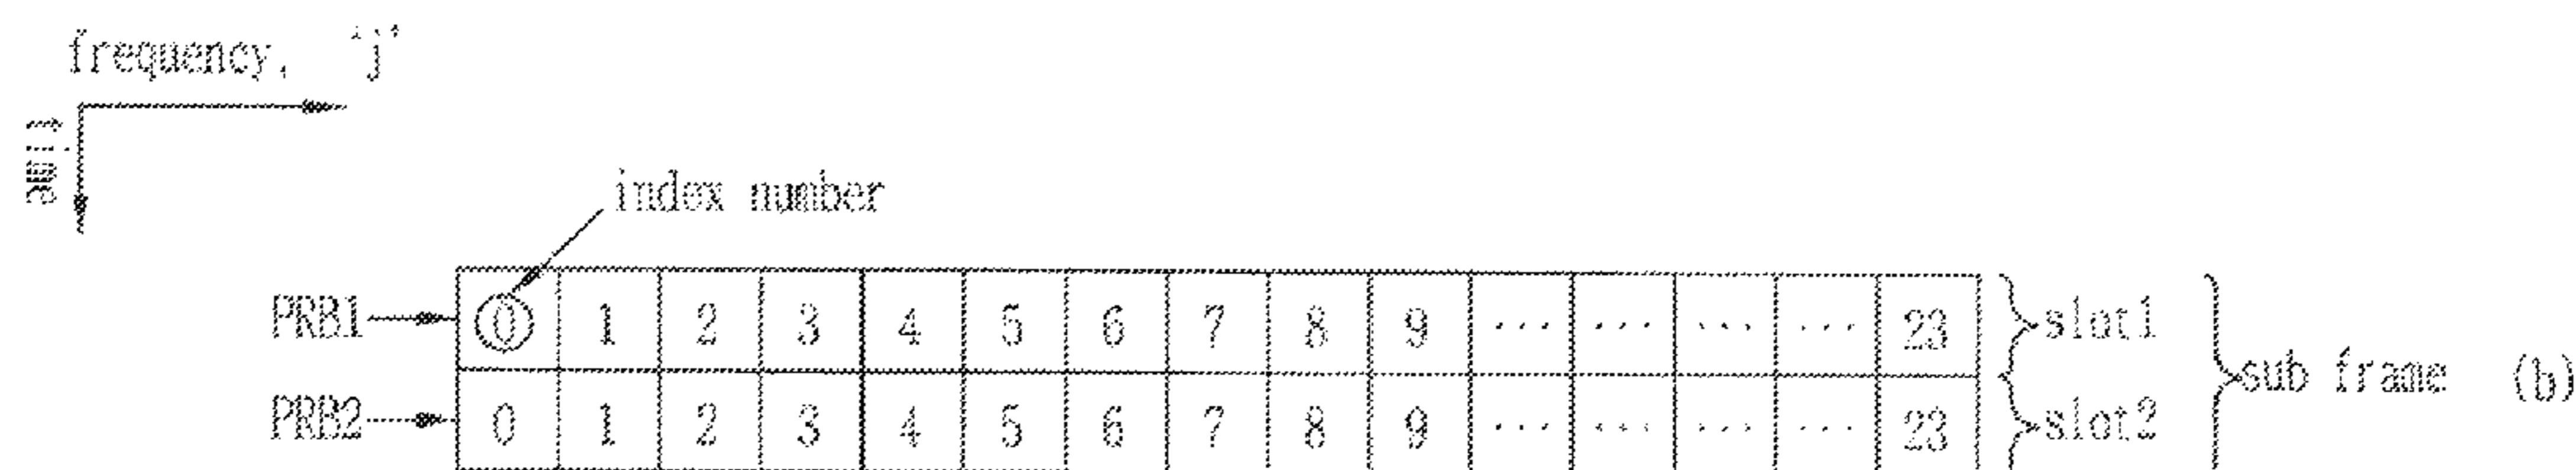 frequency, 'j'
time
index number
PRB1 0 1 2 3 4 5 6 7 8 9 ... ... ... ... 23 slot1
sub frame (b)
PRB2 0 1 2 3 4 5 6 7 8 9 ... ... ... ... 23 slot2